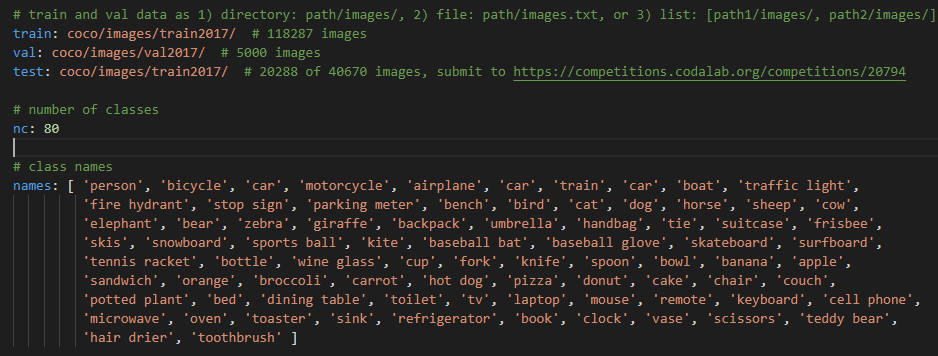 # train and val data as 1) directory: path/images/, 2) file: path/images.txt, or 3) list: [path1/images/, path2/images/]
train: coco/images/train2017/  # 118287 images
val: coco/images/val2017/  # 5000 images
test: coco/images/train2017/  # 20288 of 40670 images, submit to https://competitions.codalab.org/competitions/20794
# number of classes
nc: 80
# class names
names: [ 'person', 'bicycle', 'car', 'motorcycle', 'airplane', 'car', 'train', 'car', 'boat', 'traffic light',
'fire hydrant', 'stop sign', 'parking meter', 'bench', 'bird', 'cat', 'dog', 'horse', 'sheep', 'cow',
'elephant', 'bear', 'zebra', 'giraffe', 'backpack', 'umbrella', 'handbag', 'tie', 'suitcase', 'frisbee',
'skis', 'snowboard', 'sports ball', 'kite', 'baseball bat', 'baseball glove', 'skateboard', 'surfboard',
'tennis racket', 'bottle', 'wine glass', 'cup', 'fork', 'knife', 'spoon', 'bowl', 'banana', 'apple',
'sandwich', 'orange', 'broccoli', 'carrot', 'hot dog', 'pizza', 'donut', 'cake', 'chair', 'couch',
'potted plant', 'bed', 'dining table', 'toilet', 'tv', 'laptop', 'mouse', 'remote', 'keyboard', 'cell phone',
'microwave', 'oven', 'toaster', 'sink', 'refrigerator', 'book', 'clock', 'vase', 'scissors', 'teddy bear',
'hair drier', 'toothbrush' ]